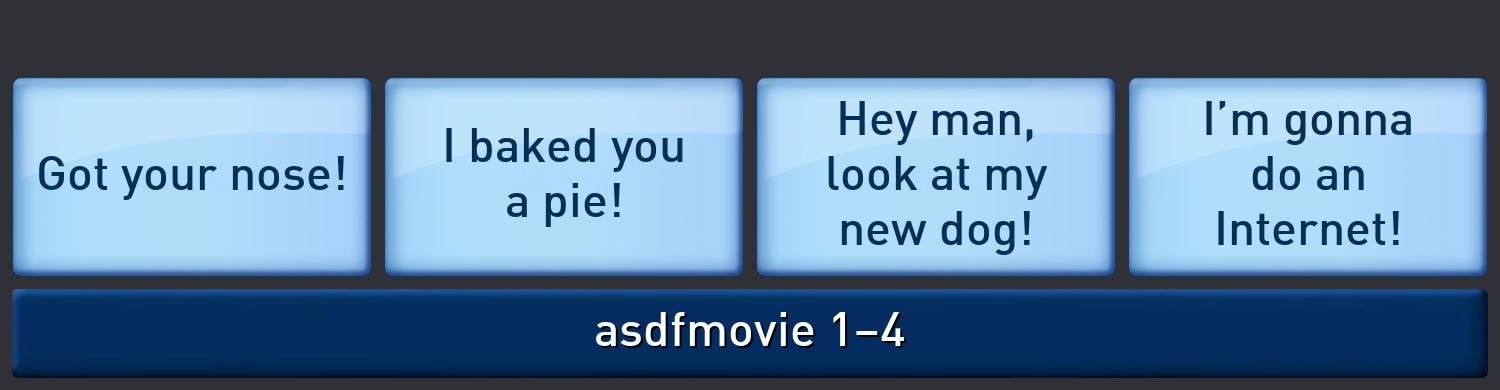 Got your nose!
I baked you
a pie!
Hey man,
look at my
new dog!
I’m gonna
do an
Internet!
asdfmovie 1–4